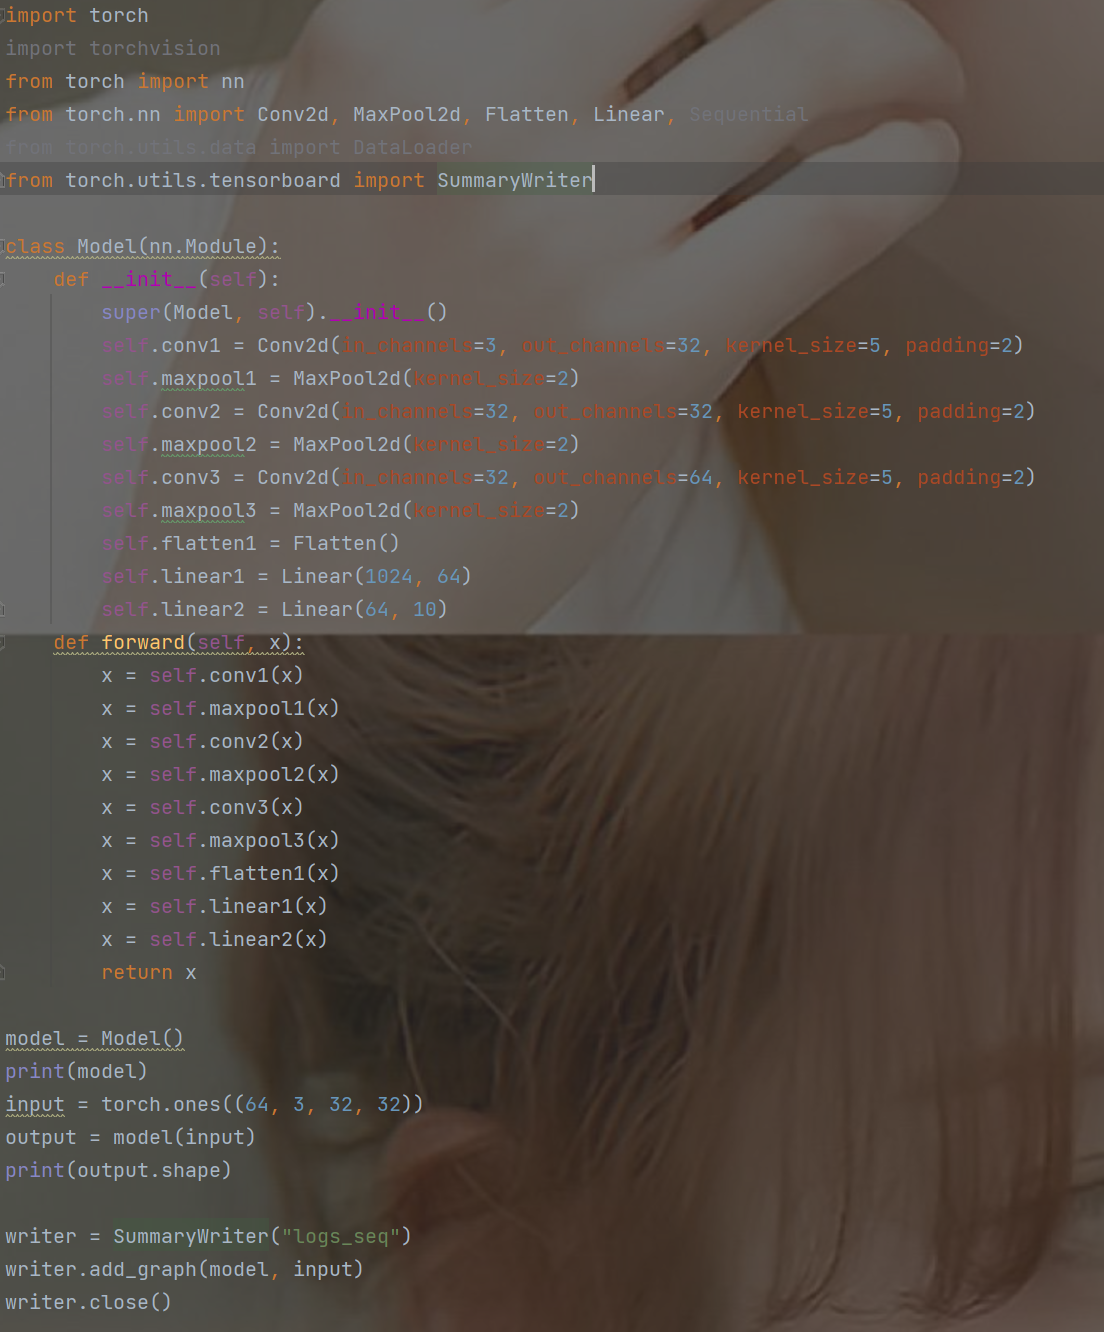 import torch
import torchvision
from torch import nn
from torch.nn import Conv2d, MaxPool2d, Flatten, Linear, Sequential
from torch.utils.data import DataLoader
from torch.utils.tensorboard import SummaryWriter
class Model(nn.Module):
def __init__(self):
super(Model, self).__init__()
self.conv1 = Conv2d(in_channels=3, out_channels=32, kernel_size=5, padding=2)
self.maxpool1 = MaxPool2d(kernel_size=2)
self.conv2 = Conv2d(in_channels=32, out_channels=32, kernel_size=5, padding=2)
self.maxpool2 = MaxPool2d(kernel_size=2)
self.conv3 = Conv2d(in_channels=32, out_channels=64, kernel_size=5, padding=2)
self.maxpool3 = MaxPool2d(kernel_size=2)
self.flatten1 = Flatten()
self.linear1 = Linear(1024, 64)
self.linear2 = Linear(64, 10)
def forward(self, x):
x = self.conv1(x)
x = self.maxpool1(x)
x = self.conv2(x)
x = self.maxpool2(x)
x = self.conv3(x)
x = self.maxpool3(x)
x = self.flatten1(x)
x = self.linear1(x)
x = self.linear2(x)
return x
model = Model()
print(model)
input = torch.ones((64, 3, 32, 32))
output = model(input)
print(output.shape)
writer = SummaryWriter("logs_seq")
writer.add_graph(model, input)
writer.close()